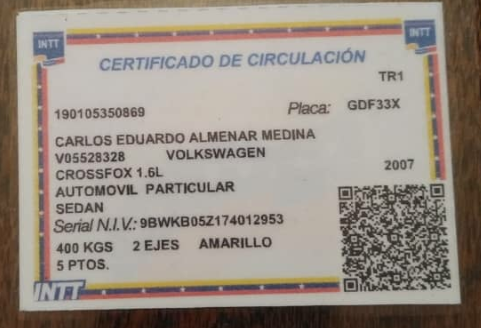 INTT
INTT
CERTIFICADO DE CIRCULACIÓN
TR1
190105350869 Placa: GDF33X
CARLOS EDUARDO ALMENAR MEDINA
V05528328 VOLKSWAGEN
CROSSFOX 1.6L 2007
AUTOMOVIL PARTICULAR
SEDAN
Serial N.I.V.: 9BWKB05Z174012953
400 KGS 2 EJES AMARILLO
5 PTOS.
INTT